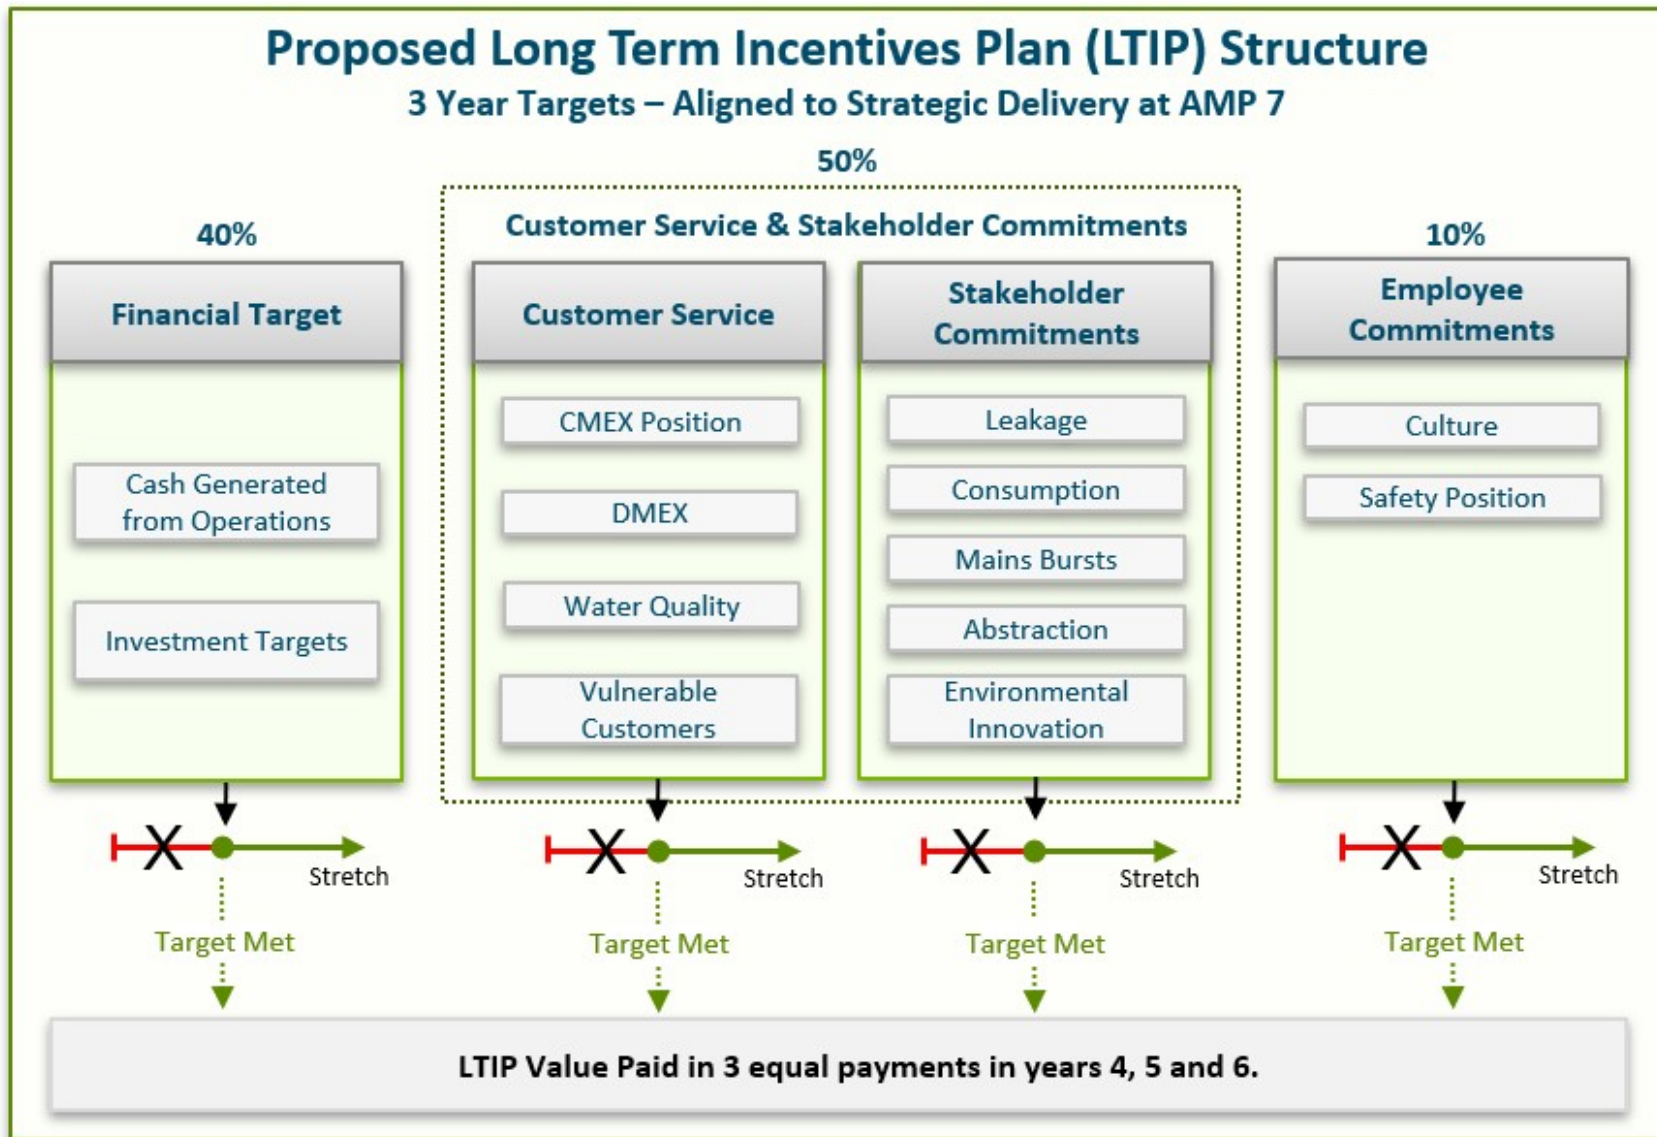 Proposed Long Term Incentives Plan (LTIP) Structure
3 Year Targets – Aligned to Strategic Delivery at AMP 7
50%
Customer Service & Stakeholder Commitments
40%
Financial Target
Cash Generated
from Operations
Investment Targets
Customer Service
CMEX Position
DMEX
Water Quality
Vulnerable
Customers
Stakeholder
Commitments
Leakage
Consumption
Mains Bursts
Abstraction
Environmental
Innovation
10%
Employee
Commitments
Culture
Safety Position
X
Stretch
Target Met
X
Stretch
Target Met
X
Stretch
Target Met
X
Stretch
Target Met
LTIP Value Paid in 3 equal payments in years 4, 5 and 6.